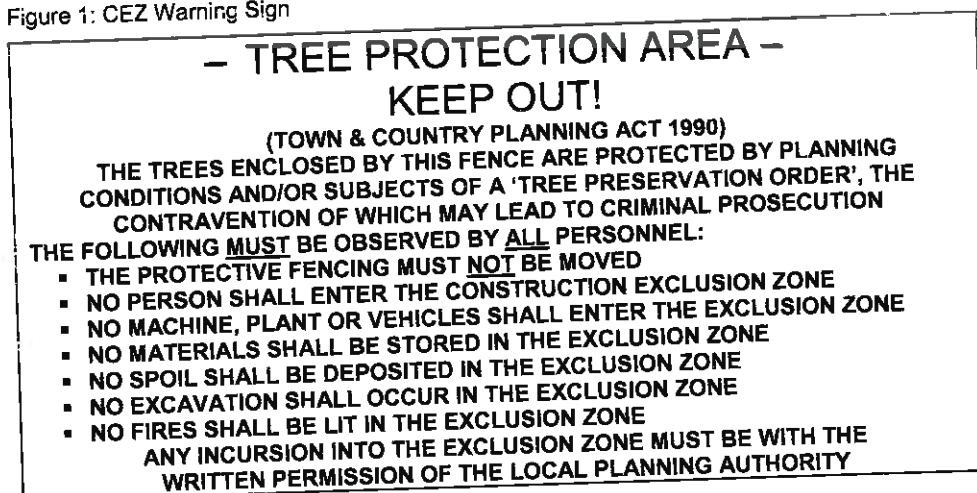 Figure 1: CEZ Warning Sign
– TREE PROTECTION AREA –
KEEP OUT!
(TOWN & COUNTRY PLANNING ACT 1990)
THE TREES ENCLOSED BY THIS FENCE ARE PROTECTED BY PLANNING
CONDITIONS AND/OR SUBJECTS OF A ‘TREE PRESERVATION ORDER’, THE
CONTRAVENTION OF WHICH MAY LEAD TO CRIMINAL PROSECUTION
THE FOLLOWING MUST BE OBSERVED BY ALL PERSONNEL:
▪ THE PROTECTIVE FENCING MUST NOT BE MOVED
▪ NO PERSON SHALL ENTER THE CONSTRUCTION EXCLUSION ZONE
▪ NO MACHINE, PLANT OR VEHICLES SHALL ENTER THE EXCLUSION ZONE
▪ NO MATERIALS SHALL BE STORED IN THE EXCLUSION ZONE
▪ NO SPOIL SHALL BE DEPOSITED IN THE EXCLUSION ZONE
▪ NO EXCAVATION SHALL OCCUR IN THE EXCLUSION ZONE
▪ NO FIRES SHALL BE LIT IN THE EXCLUSION ZONE
ANY INCURSION INTO THE EXCLUSION ZONE MUST BE WITH THE
WRITTEN PERMISSION OF THE LOCAL PLANNING AUTHORITY